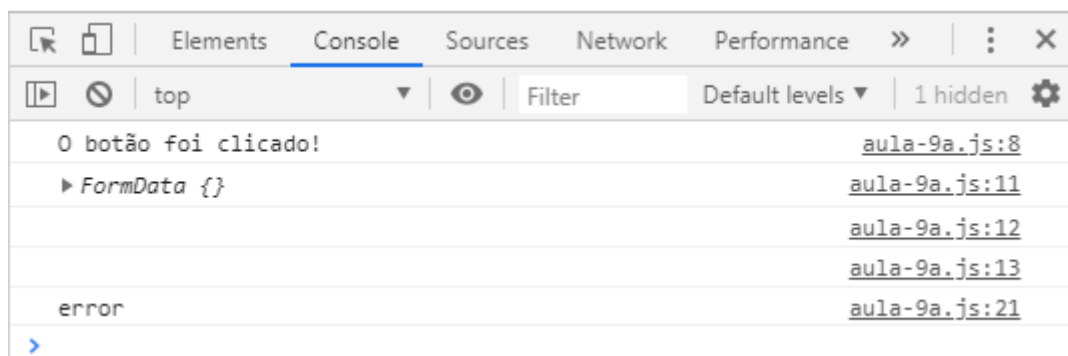 Elements Console Sources Network Performance »
top ▼ Filter Default levels ▼ 1 hidden
O botão foi clicado! aula-9a.js:8
▶ FormData {} aula-9a.js:11
aula-9a.js:12
aula-9a.js:13
error aula-9a.js:21
>